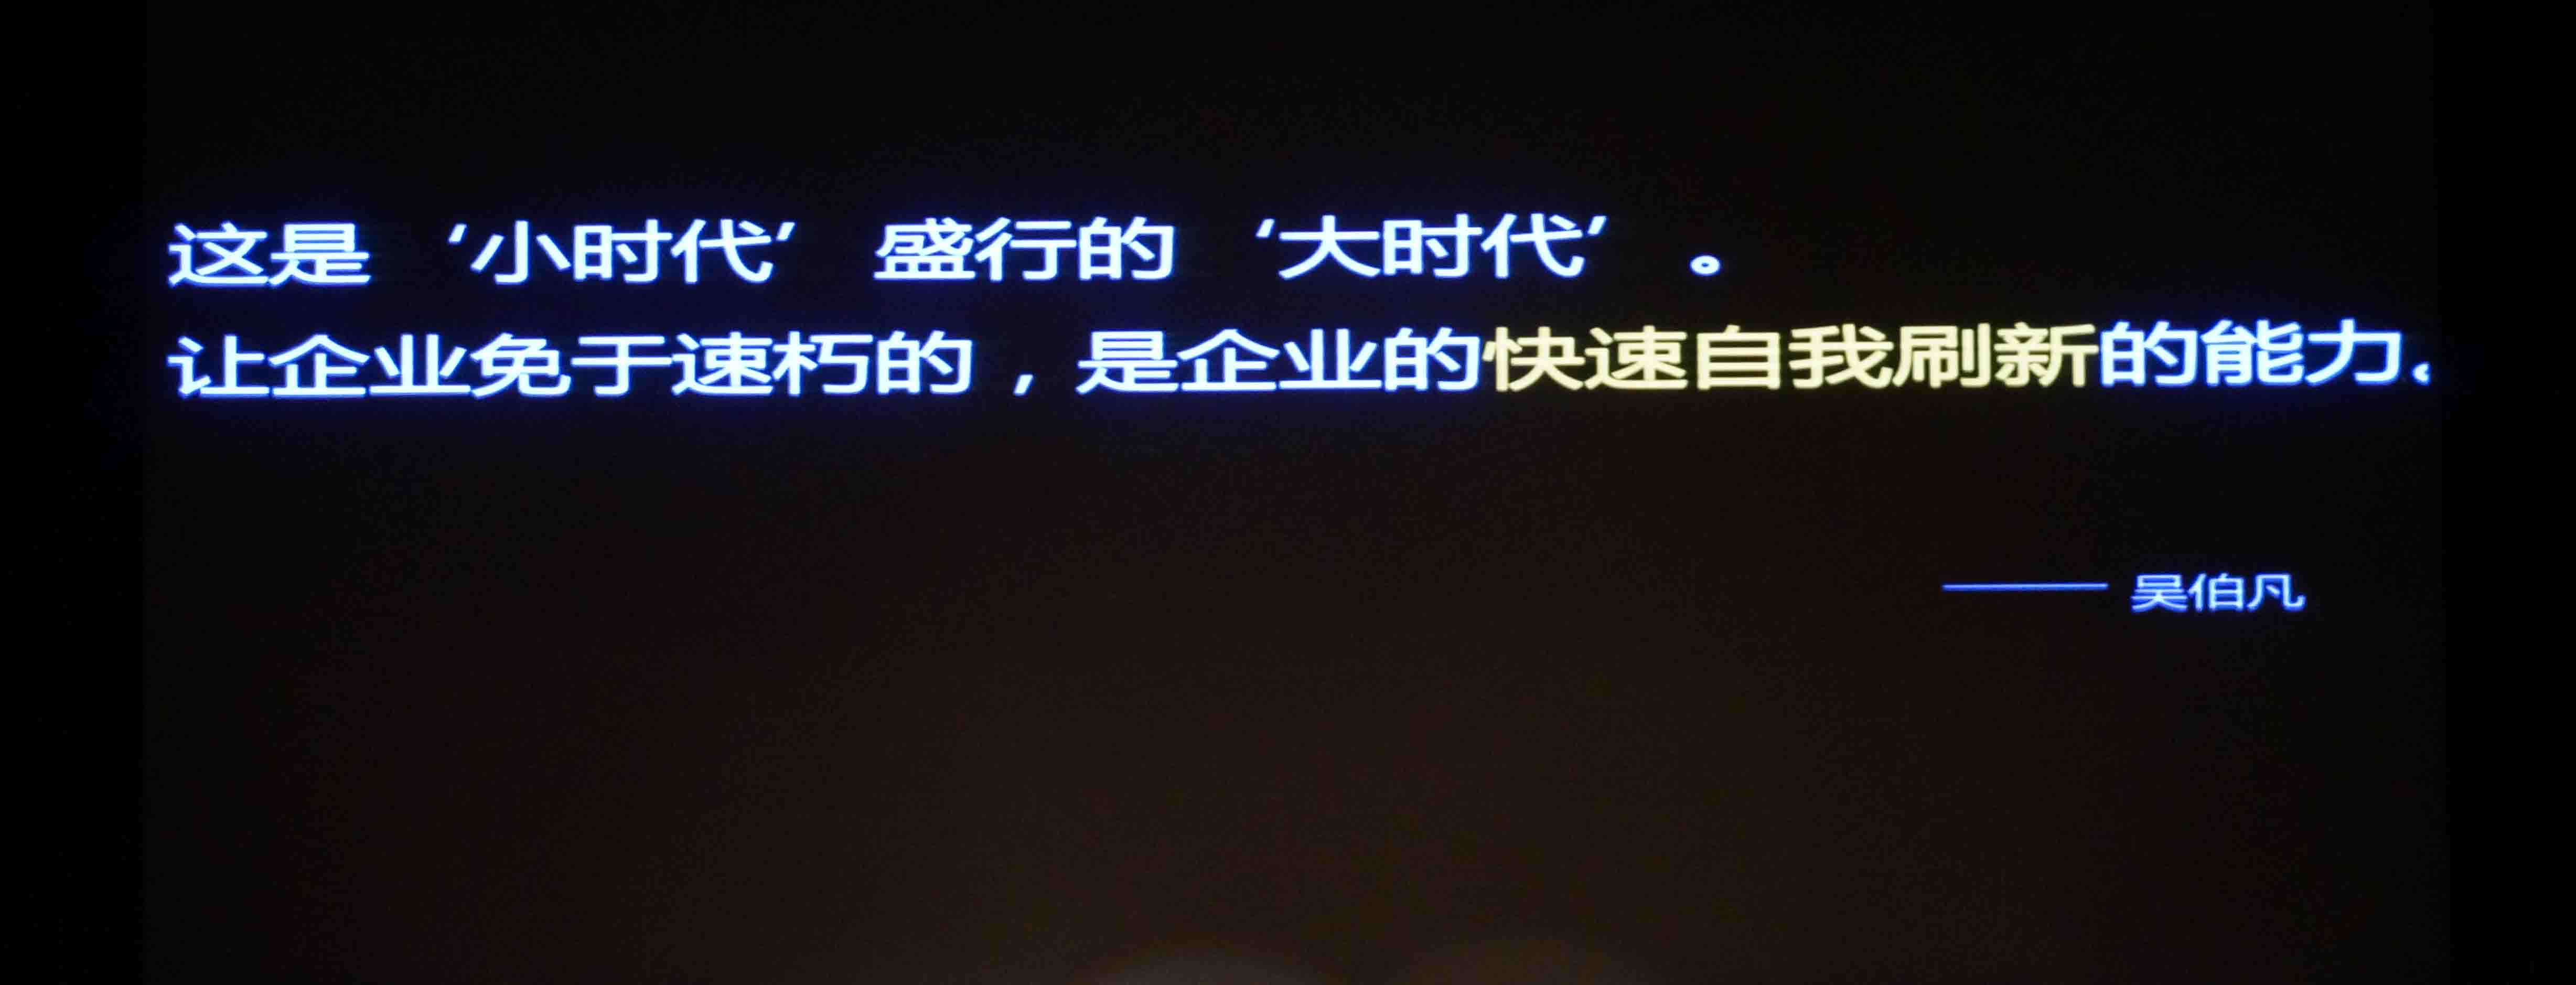 这是‘小时代’盛行的‘大时代’。
让企业免于速朽的，是企业的快速自我刷新的能力。
——吴伯凡